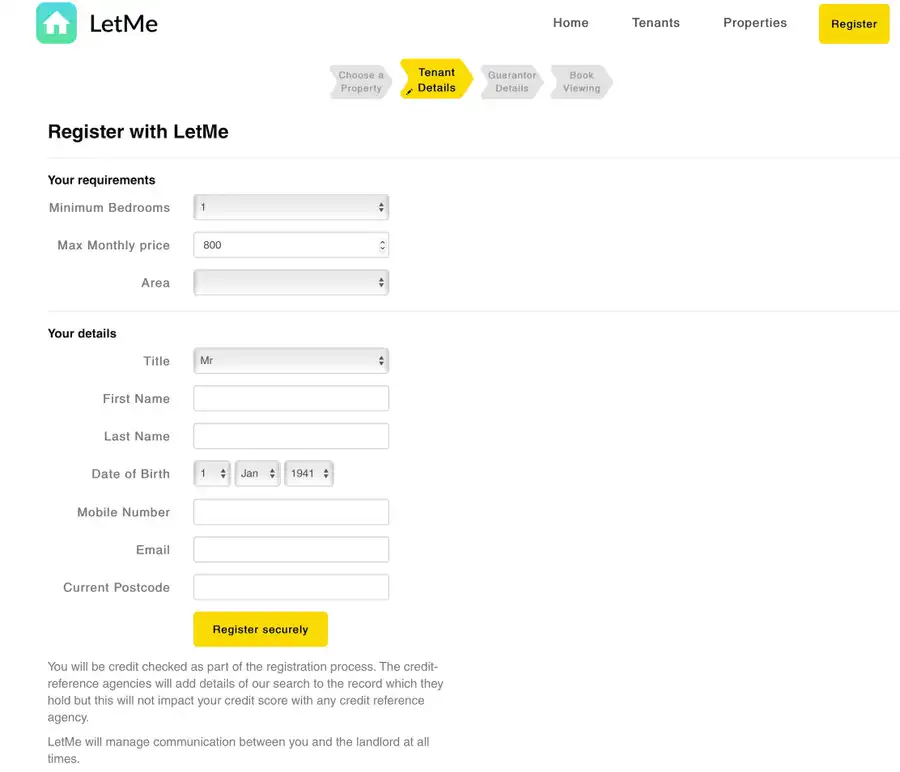 LetMe
Home Tenants Properties Register
Choose a Property
Tenant Details
Guarantor Details
Book Viewing
Register with LetMe
Your requirements
Minimum Bedrooms 1
Max Monthly price 800
Area
Your details
Title Mr
First Name
Last Name
Date of Birth 1 Jan 1941
Mobile Number
Email
Current Postcode
Register securely
You will be credit checked as part of the registration process. The credit-
reference agencies will add details of our search to the record which they
hold but this will not impact your credit score with any credit reference
agency.
LetMe will manage communication between you and the landlord at all
times.